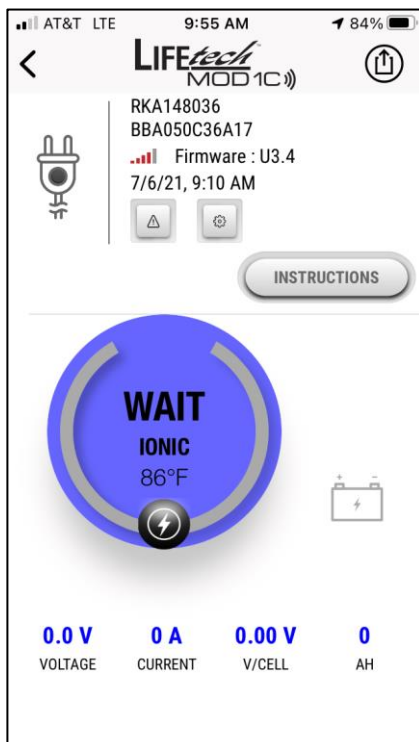 AT&T LTE 9:55 AM 84%
LIFEtech
MOD1C
RKA148036
BBA050C36A17
Firmware : U3.4
7/6/21, 9:10 AM
INSTRUCTIONS
WAIT
IONIC
86°F
+ -
0.0 V 0 A 0.00 V 0
VOLTAGE CURRENT V/CELL AH